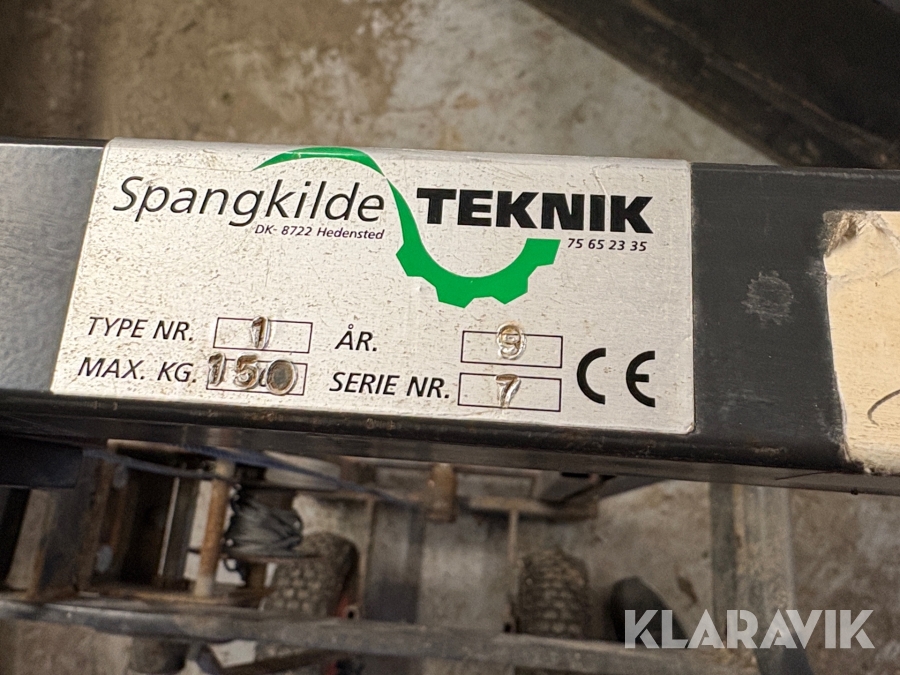 Spangkilde TEKNIK
DK- 8722 Hedensted
75 65 23 35
TYPE NR. 1
ÅR. 9
MAX. KG. 150
SERIE NR. 7
CE
KLARAVIK